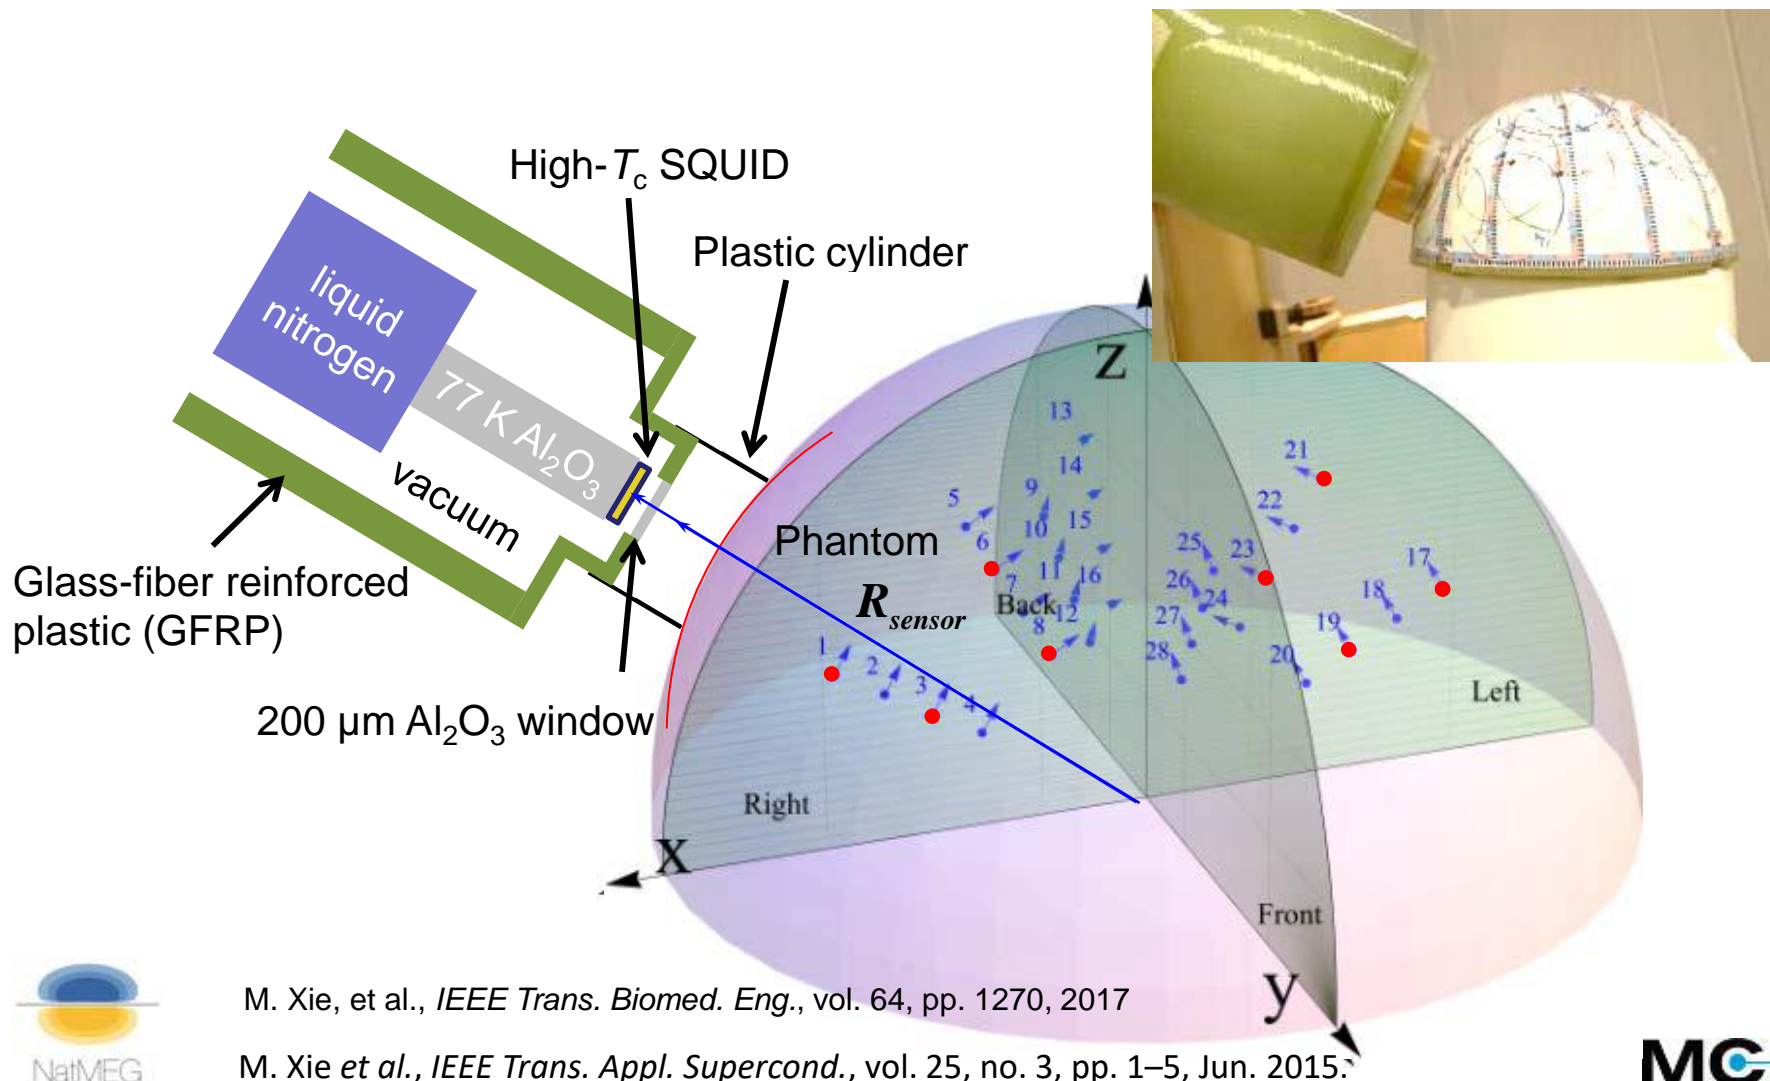 High-Tc SQUID
Plastic cylinder
liquid
nitrogen
77 K Al2O3
vacuum
Glass-fiber reinforced
plastic (GFRP)
200 μm Al2O3 window
Phantom
Rsensor
Z
13
14
9
5
10
15
6
7
11
16
Back
8
12
1
2
3
4
21
22
25
23
26
24
27
28
17
18
19
20
Left
Right
X
Front
y
M. Xie, et al., IEEE Trans. Biomed. Eng., vol. 64, pp. 1270, 2017
M. Xie et al., IEEE Trans. Appl. Supercond., vol. 25, no. 3, pp. 1–5, Jun. 2015.
NatMEG
MC